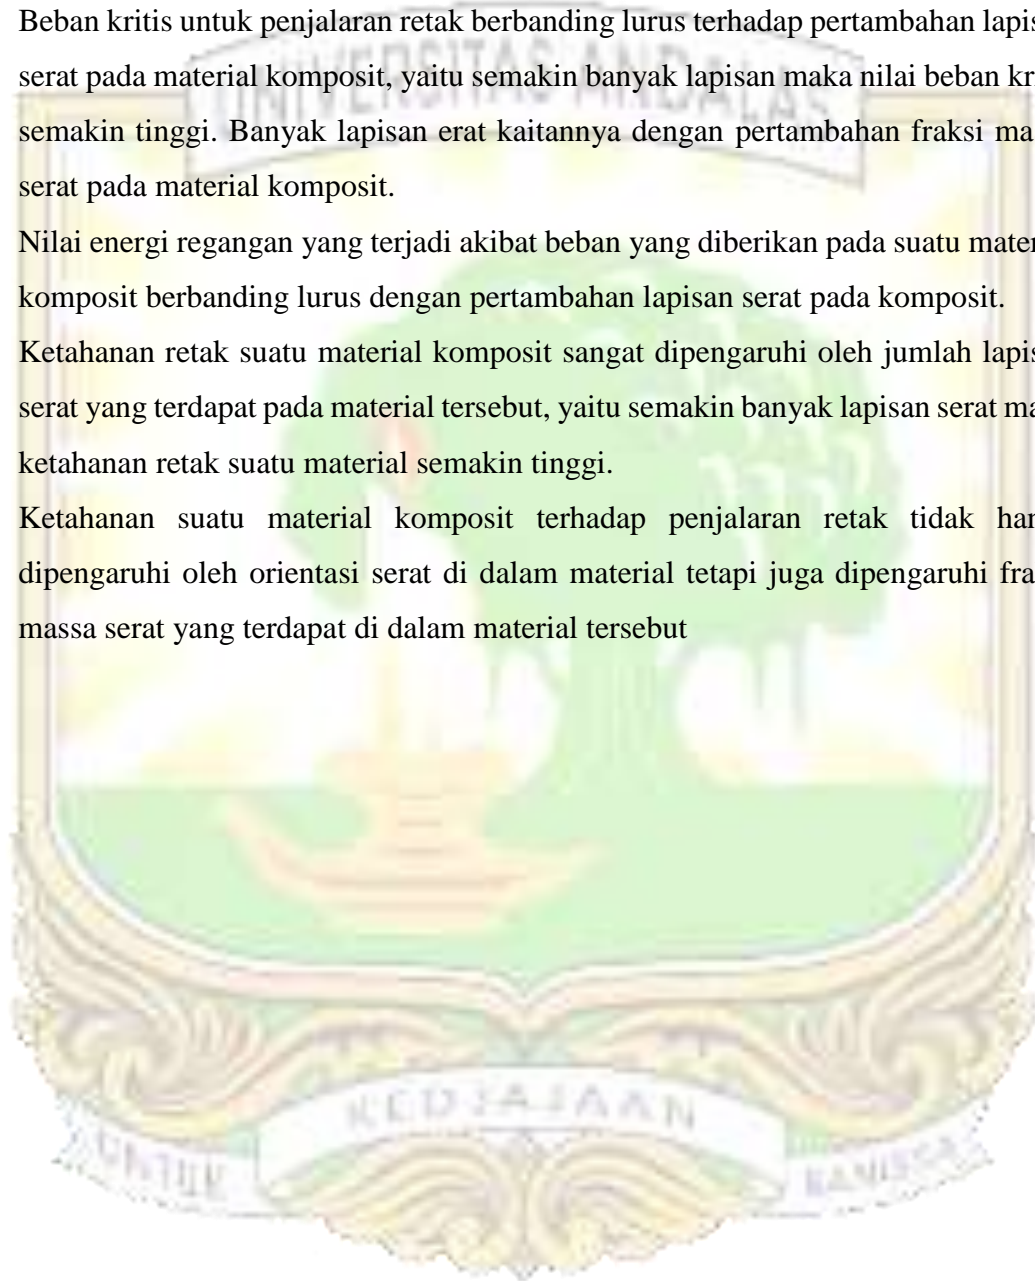 Beban kritis untuk penjalaran retak berbanding lurus terhadap pertambahan lapis
serat pada material komposit, yaitu semakin banyak lapisan maka nilai beban kr
semakin tinggi. Banyak lapisan erat kaitannya dengan pertambahan fraksi ma
serat pada material komposit.
Nilai energi regangan yang terjadi akibat beban yang diberikan pada suatu mater
komposit berbanding lurus dengan pertambahan lapisan serat pada komposit.
Ketahanan retak suatu material komposit sangat dipengaruhi oleh jumlah lapis
serat yang terdapat pada material tersebut, yaitu semakin banyak lapisan serat ma
ketahanan retak suatu material semakin tinggi.
Ketahanan suatu material komposit terhadap penjalaran retak tidak han
dipengaruhi oleh orientasi serat di dalam material tetapi juga dipengaruhi fra
massa serat yang terdapat di dalam material tersebut
UNIVERSITAS ANDALAS
UNTUK KEDJAJAAN BANGSA